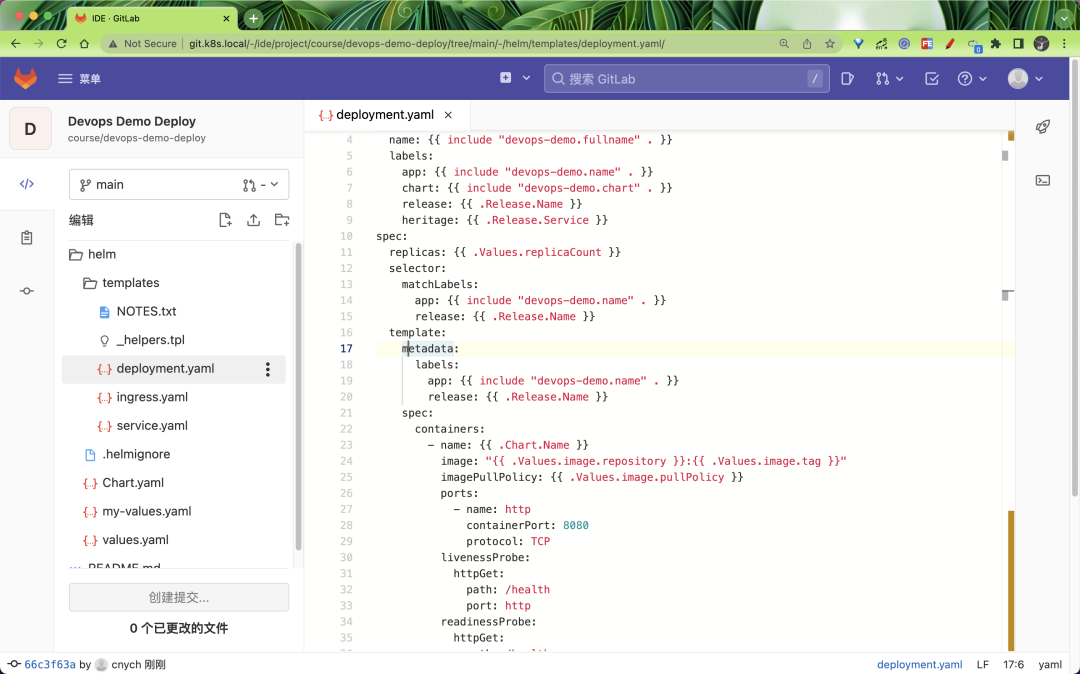 IDE · GitLab
Not Secure
git.k8s.local/-/ide/project/course/devops-demo-deploy/tree/main/-/helm/templates/deployment.yaml/
FE
0
菜单
搜索 GitLab
/
D
Devops Demo Deploy
course/devops-demo-deploy
main
-
编辑
helm
templates
NOTES.txt
_helpers.tpl
{..} deployment.yaml
{..} ingress.yaml
{..} service.yaml
.helmignore
{..} Chart.yaml
{..} my-values.yaml
{..} values.yaml
README.md
创建提交...
0 个已更改的文件
{..} deployment.yaml
4 name: {{ include "devops-demo.fullname" . }}
5 labels:
6 app: {{ include "devops-demo.name" . }}
7 chart: {{ include "devops-demo.chart" . }}
8 release: {{ .Release.Name }}
9 heritage: {{ .Release.Service }}
10 spec:
11 replicas: {{ .Values.replicaCount }}
12 selector:
13 matchLabels:
14 app: {{ include "devops-demo.name" . }}
15 release: {{ .Release.Name }}
16 template:
17 metadata:
18 labels:
19 app: {{ include "devops-demo.name" . }}
20 release: {{ .Release.Name }}
21 spec:
22 containers:
23 - name: {{ .Chart.Name }}
24 image: "{{ .Values.image.repository }}:{{ .Values.image.tag }}"
25 imagePullPolicy: {{ .Values.image.pullPolicy }}
26 ports:
27 - name: http
28 containerPort: 8080
29 protocol: TCP
30 livenessProbe:
31 httpGet:
32 path: /health
33 port: http
34 readinessProbe:
35 httpGet:
66c3f63a by cnych 刚刚
deployment.yaml LF 17:6 yaml